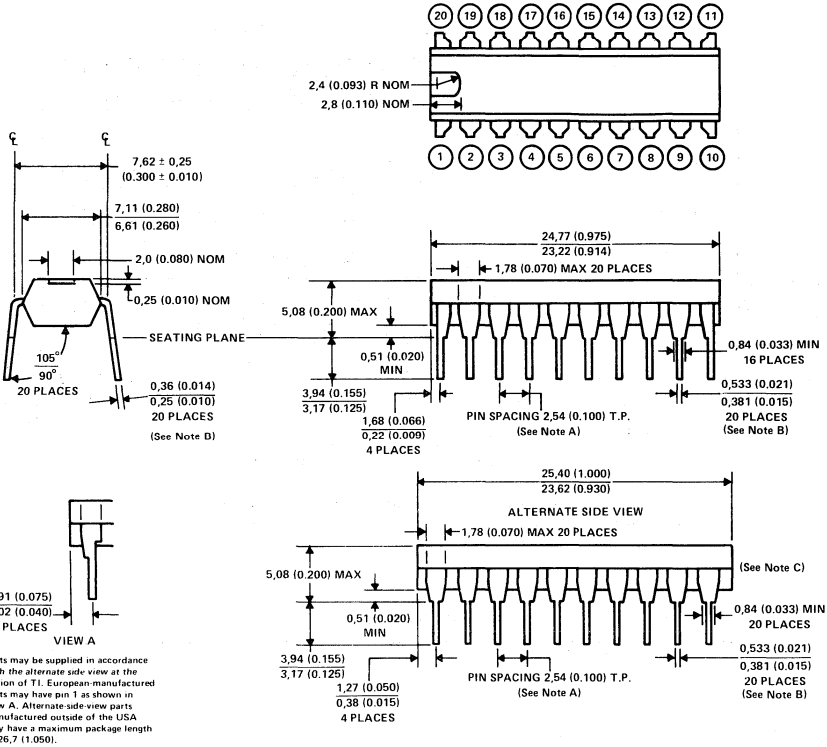 20 19 18 17 16 15 14 13 12 11
2,4 (0.093) R NOM
2,8 (0.110) NOM
1 2 3 4 5 6 7 8 9 10
℄ ℄
7,62 ± 0,25
(0.300 ± 0.010)
7,11 (0.280)
6,61 (0.260)
2,0 (0.080) NOM
0,25 (0.010) NOM
SEATING PLANE
105°
90°
20 PLACES
0,36 (0.014)
0,25 (0.010)
20 PLACES
(See Note B)
24,77 (0.975)
23,22 (0.914)
1,78 (0.070) MAX 20 PLACES
5,08 (0.200) MAX
0,51 (0.020)
MIN
0,84 (0.033) MIN
16 PLACES
3,94 (0.155)
3,17 (0.125)
1,68 (0.066)
0,22 (0.009)
4 PLACES
PIN SPACING 2,54 (0.100) T.P.
(See Note A)
0,533 (0.021)
0,381 (0.015)
20 PLACES
(See Note B)
25,40 (1.000)
23,62 (0.930)
ALTERNATE SIDE VIEW
1,78 (0.070) MAX 20 PLACES
5,08 (0.200) MAX
(See Note C)
0,51 (0.020)
MIN
0,84 (0.033) MIN
20 PLACES
3,94 (0.155)
3,17 (0.125)
1,27 (0.050)
0,38 (0.015)
4 PLACES
PIN SPACING 2,54 (0.100) T.P.
(See Note A)
0,533 (0.021)
0,381 (0.015)
20 PLACES
(See Note B)
91 (0.075)
02 (0.040)
PLACES
VIEW A
ts may be supplied in accordance
h the alternate side view at the
ion of TI. European-manufactured
ts may have pin 1 as shown in
w A. Alternate-side-view parts
nufactured outside of the USA
y have a maximum package length
26,7 (1.050).